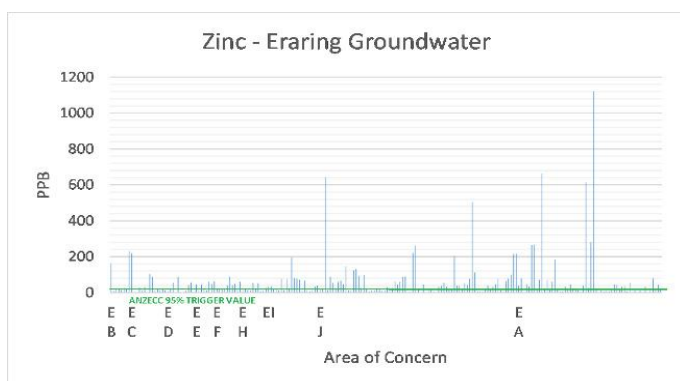 Zinc - Eraring Groundwater
1200
1000
800
600
400
200
0
PPB
ANZECC 95% TRIGGER VALUE
E E E E E E EI E E
B C D E F H J A
Area of Concern